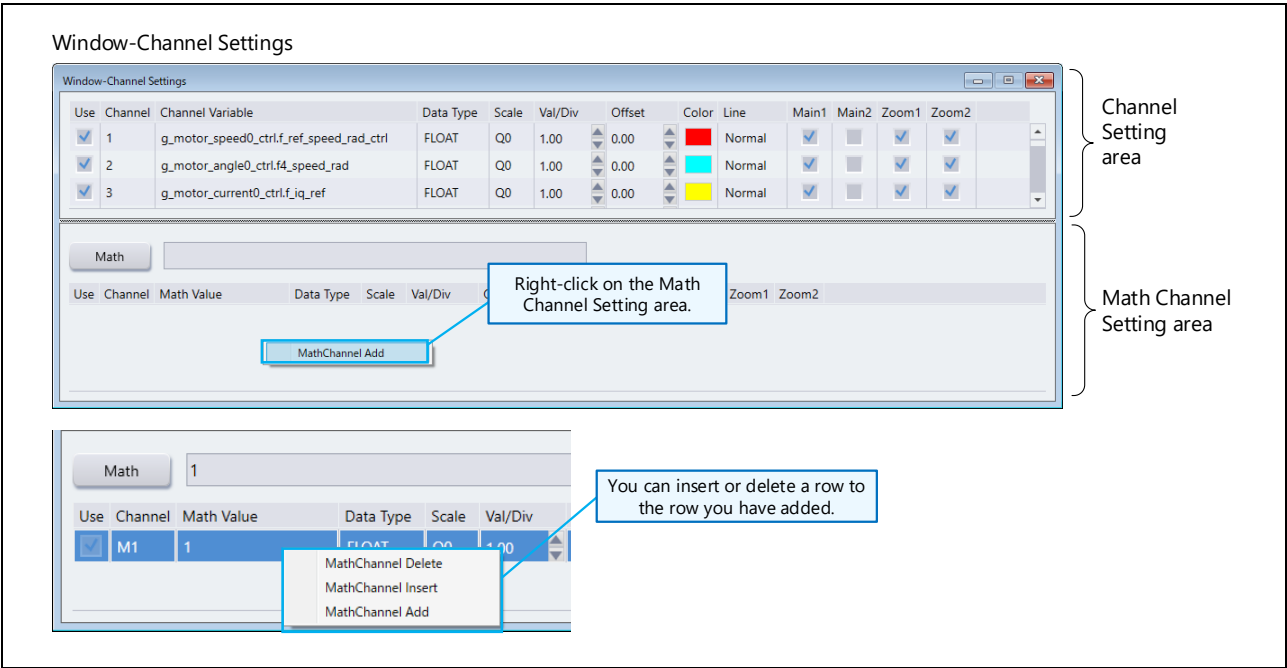 Window-Channel Settings
Window-Channel Settings
Use Channel Channel Variable Data Type Scale Val/Div Offset Color Line Main1 Main2 Zoom1 Zoom2
1 g_motor_speed0_ctrl.f_ref_speed_rad_ctrl FLOAT Q0 1.00 0.00 Normal
2 g_motor_angle0_ctrl.f4_speed_rad FLOAT Q0 1.00 0.00 Normal
3 g_motor_current0_ctrl.f_iq_ref FLOAT Q0 1.00 0.00 Normal
Channel
Setting
area
Math
Use Channel Math Value Data Type Scale Val/Div Zoom1 Zoom2
Right-click on the Math
Channel Setting area.
MathChannel Add
Math Channel
Setting area
Math 1
Use Channel Math Value Data Type Scale Val/Div
M1 1 FLOAT Q0 1.00
MathChannel Delete
MathChannel Insert
MathChannel Add
You can insert or delete a row to
the row you have added.